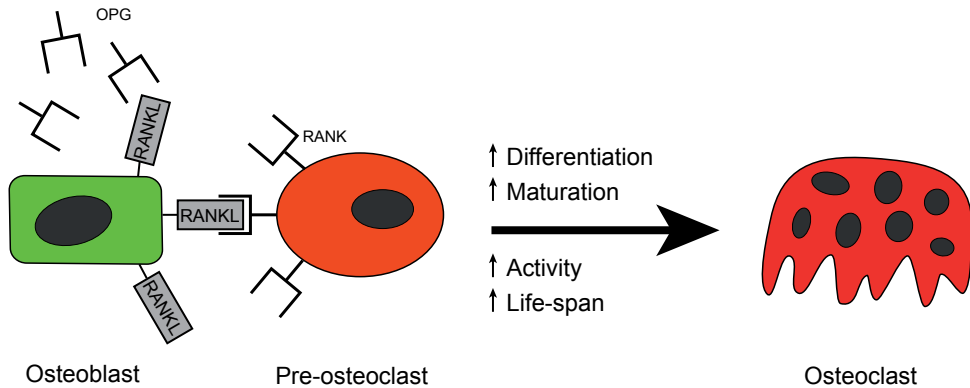 OPG
RANKL
RANK
RANKL
RANKL
↑ Differentiation
↑ Maturation
↑ Activity
↑ Life-span
Osteoblast
Pre-osteoclast
Osteoclast